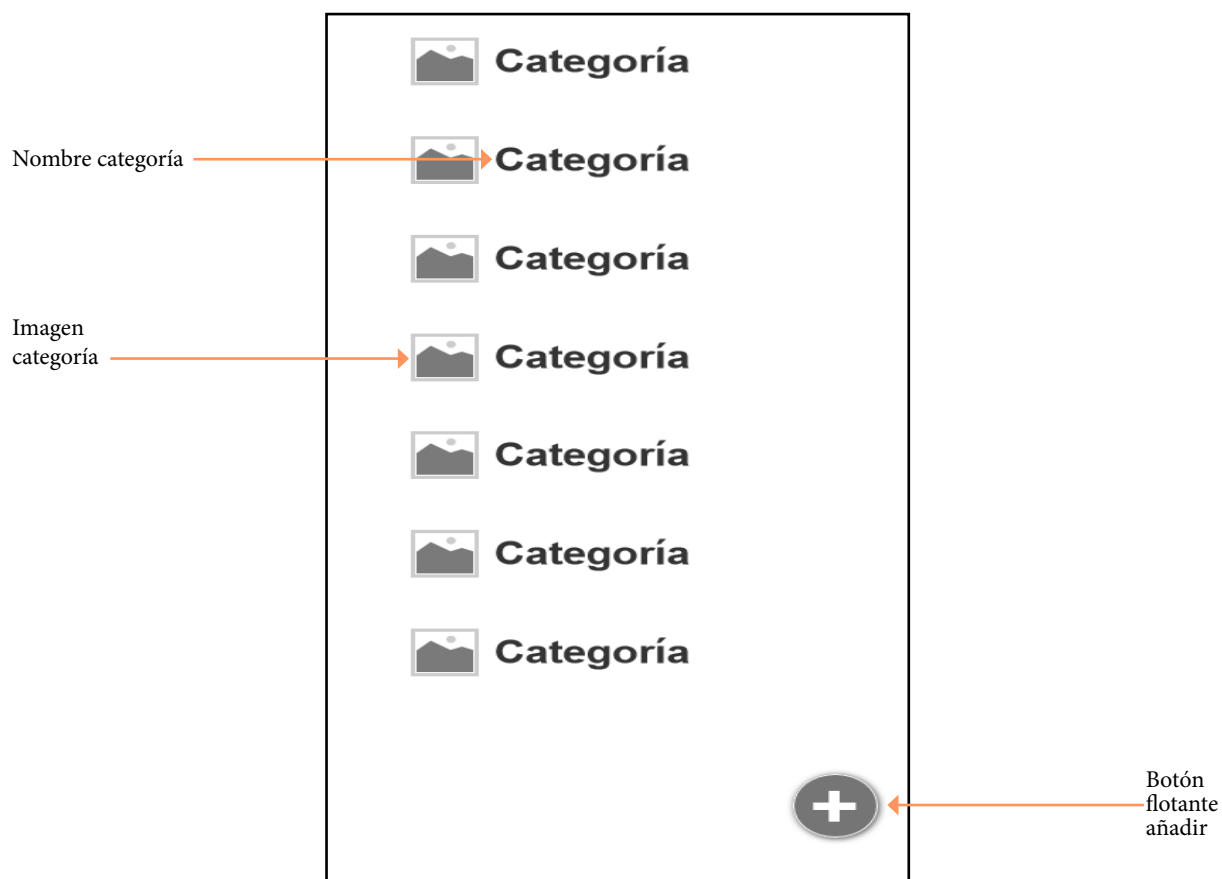 Categoría
Nombre categoría
Categoría
Categoría
Imagen
categoría
Categoría
Categoría
Categoría
Categoría
Botón
flotante
añadir